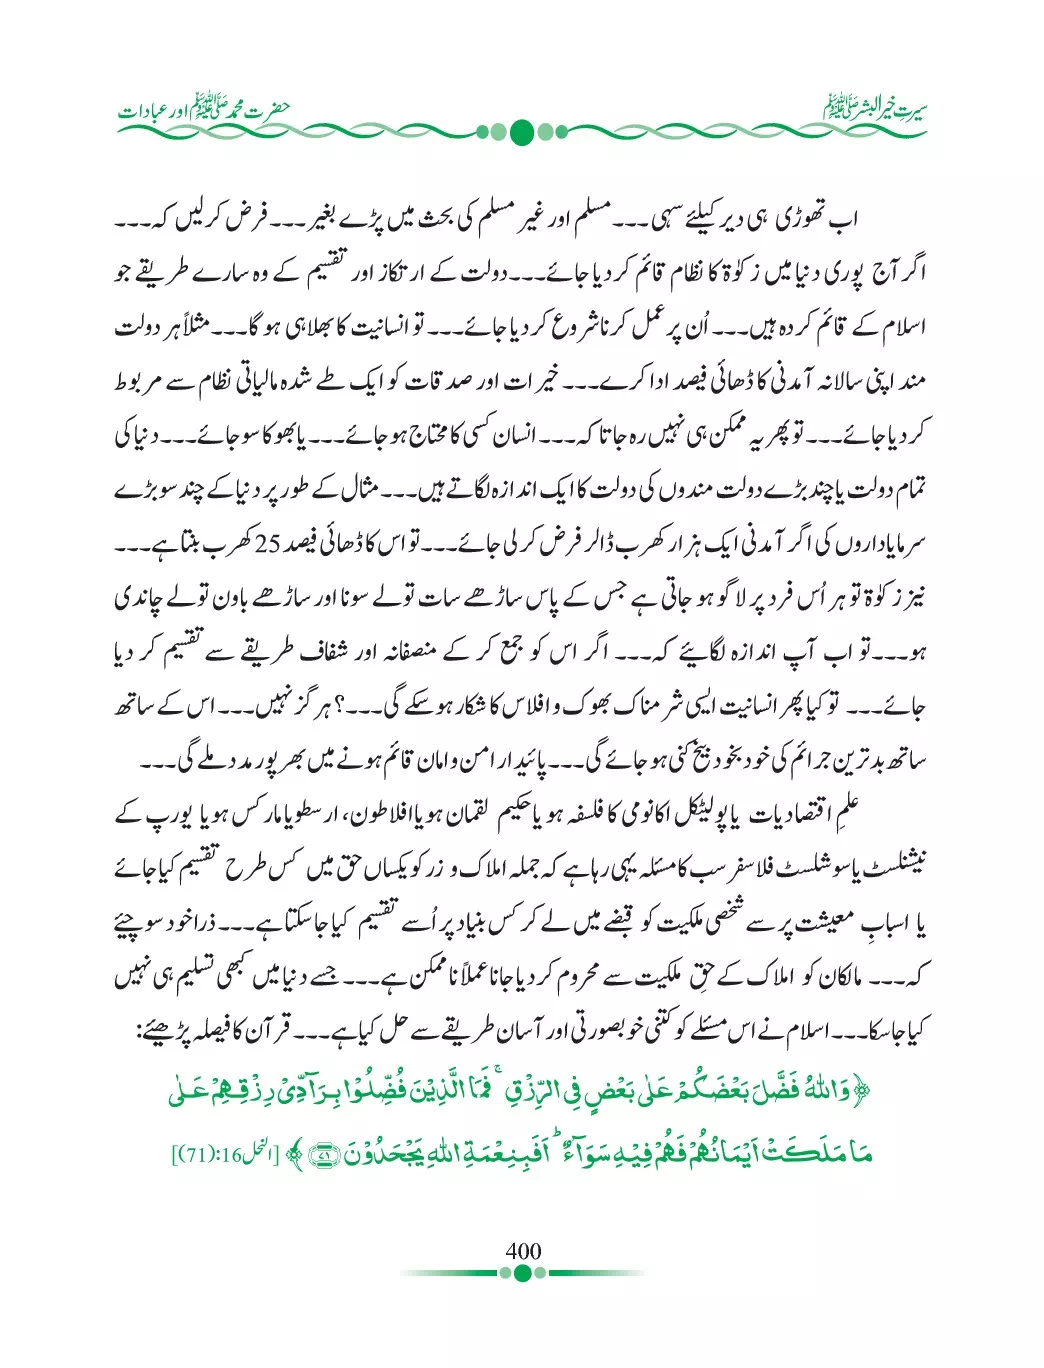 سیرتِ خیر البشر ﷺ
حضرت محمد ﷺ اور عبادات
اب تھوڑی ہی دیر کیلئے سہی ۔۔۔ مسلم اور غیر مسلم کی بحث میں پڑے بغیر ۔۔۔ فرض کر لیں کہ ۔۔۔
اگر آج پوری دنیا میں زکوٰۃ کا نظام قائم کر دیا جائے ۔۔۔ دولت کے ارتکاز اور تقسیم کے وہ سارے طریقے جو
اسلام کے قائم کردہ ہیں ۔۔۔ اُن پر عمل کرنا شروع کر دیا جائے ۔۔۔ تو انسانیت کا بھلا ہی ہو گا ۔۔۔ مثلاً ہر دولت
مند اپنی سالانہ آمدنی کا ڈھائی فیصد ادا کرے ۔۔۔ خیرات اور صدقات کو ایک طے شدہ مالیاتی نظام سے مربوط
کر دیا جائے ۔۔۔ تو پھر یہ ممکن ہی نہیں رہ جاتا کہ ۔۔۔ انسان کسی کا محتاج ہو جائے ۔۔۔ یا بھوکا سو جائے ۔۔۔ دنیا کی
تمام دولت یا چند بڑے دولت مندوں کی دولت کا ایک اندازہ لگاتے ہیں ۔۔۔ مثال کے طور پر دنیا کے چند سو بڑے
سرمایا داروں کی اگر آمدنی ایک ہزار کھرب ڈالر فرض کر لی جائے ۔۔۔ تو اس کا ڈھائی فیصد 25 کھرب بنتا ہے ۔۔۔
نیز زکوٰۃ تو ہر اُس فرد پر لاگو ہو جاتی ہے جس کے پاس ساڑھے سات تولے سونا اور ساڑھے باون تولے چاندی
ہو ۔۔۔ تو اب آپ اندازہ لگائیے کہ ۔۔۔ اگر اس کو جمع کر کے منصفانہ اور شفاف طریقے سے تقسیم کر دیا
جائے ۔۔۔ تو کیا پھر انسانیت ایسی شرمناک بھوک و افلاس کا شکار ہو سکے گی ۔۔۔؟ ہرگز نہیں ۔۔۔ اس کے ساتھ
ساتھ بدترین جرائم کی خود بخود بیخ کنی ہو جائے گی ۔۔۔ پائیدار امن و امان قائم ہونے میں بھرپور مدد ملے گی ۔۔۔
علمِ اقتصادیات یا پولیٹکل اکانومی کا فلسفہ ہو یا حکیم لقمان ہو یا افلاطون، ارسطو یا مارکس ہو یا یورپ کے
نیشنلسٹ یا سوشلسٹ فلاسفر سب کا مسئلہ یہی رہا ہے کہ جملہ املاک و زر کو یکساں حق میں کس طرح تقسیم کیا جائے
یا اسبابِ معیشت پر سے شخصی ملکیت کو قبضے میں لے کر کس بنیاد پر اُسے تقسیم کیا جا سکتا ہے ۔۔۔ ذرا خود سوچیئے
کہ ۔۔۔ مالکان کو املاک کے حقِ ملکیت سے محروم کر دیا جانا عملاً ناممکن ہے ۔۔۔ جسے دنیا میں کبھی تسلیم ہی نہیں
کیا جا سکا ۔۔۔ اسلام نے اس مسئلے کو کتنی خوبصورتی اور آسان طریقے سے حل کیا ہے ۔۔۔ قرآن کا فیصلہ پڑھیئے:
﴿ وَاللّٰهُ فَضَّلَ بَعْضَكُمْ عَلٰى بَعْضٍ فِى الرِّزْقِ ۚ فَمَا الَّذِيْنَ فُضِّلُوْا بِرَآدِّىْ رِزْقِهِمْ عَلٰى
مَا مَلَكَتْ اَيْمَانُهُمْ فَهُمْ فِيْهِ سَوَآءٌ ؕ اَفَبِنِعْمَةِ اللّٰهِ يَجْحَدُوْنَ ۝۷۱ ﴾ [النحل 16:(71)]
400